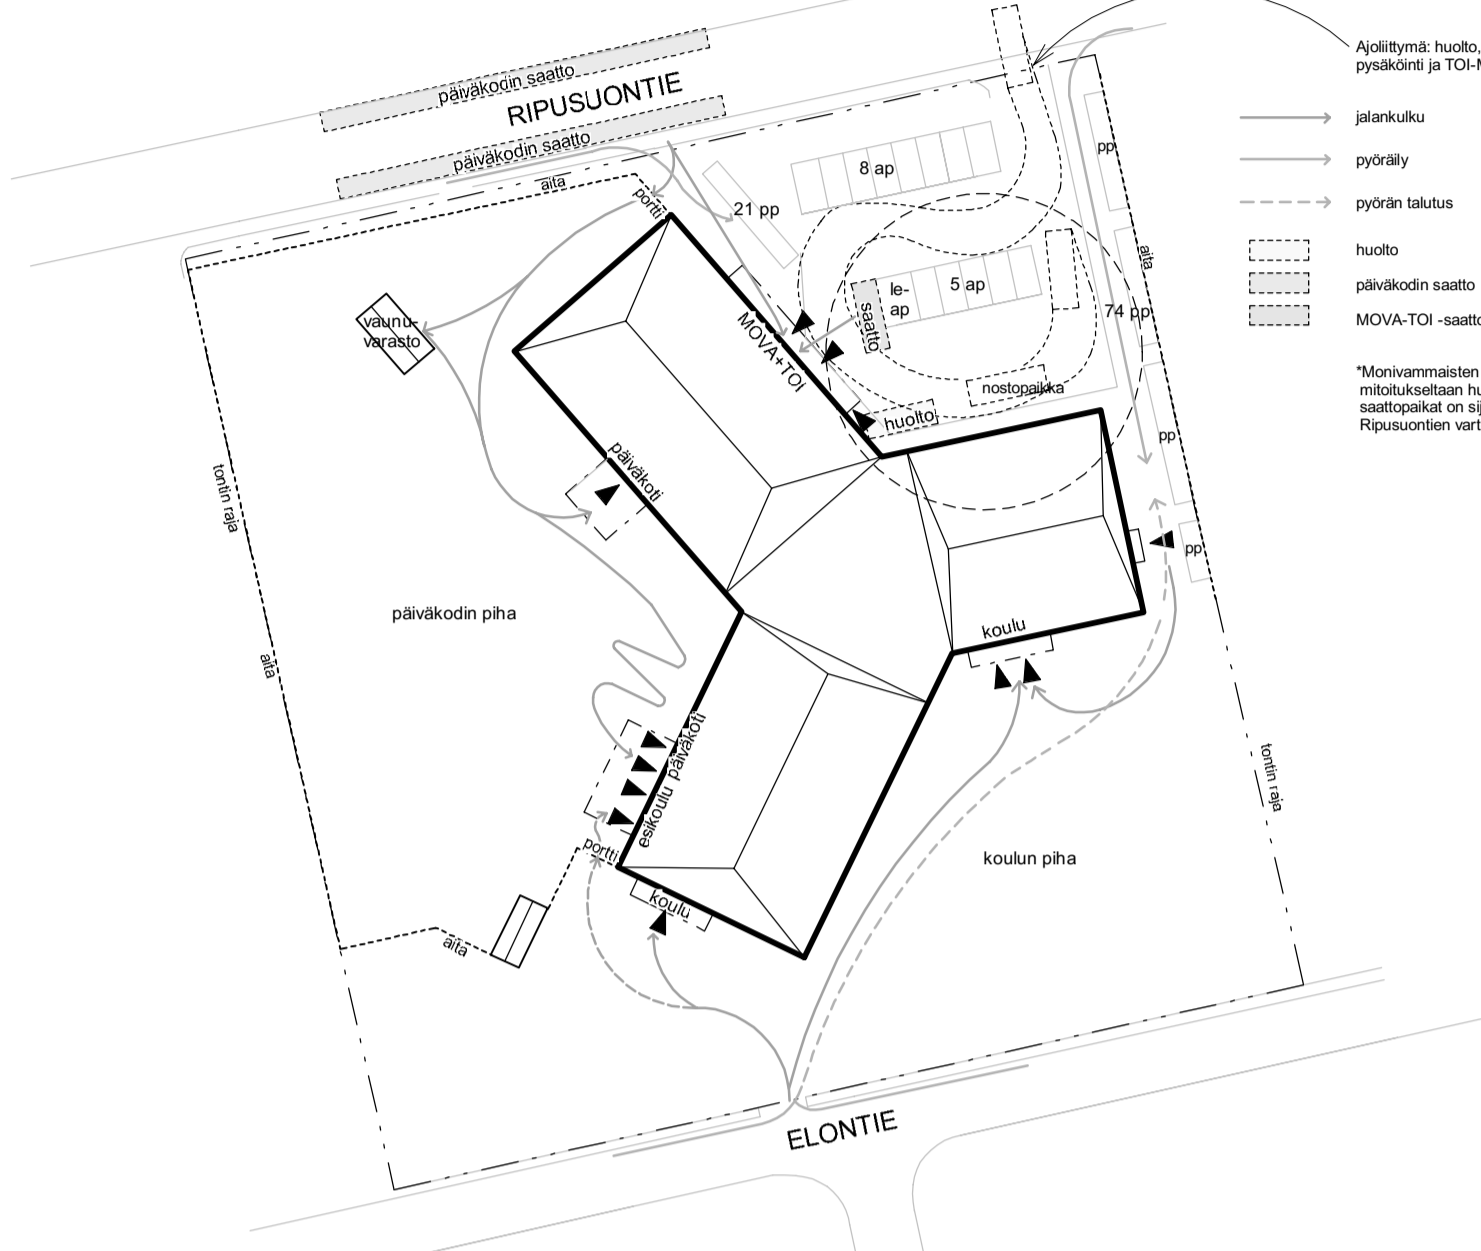 päiväkodin saatto
RIPUSUONTIE
päiväkodin saatto
aita
portti
21 pp
8 ap
pp
aita
Ajoliittymä: huolto,
pysäköinti ja TOI-
jalankulku
pyöräily
pyörän talutus
huolto
päiväkodin saatto
MOVA-TOI -saatto
*Monivammaisten
mitoitukseltaan hu
saattopaikat on sij
Ripusuontien vart
vaunu-
varasto
MOVA+TOI
saatto
le-
ap
5 ap
74 pp
nostopaikka
huolto
pp
tontin raja
päiväkoti
pp
päiväkodin piha
koulu
aita
esikoulu päiväkoti
tontin raja
portti
koulu
koulun piha
aita
ELONTIE